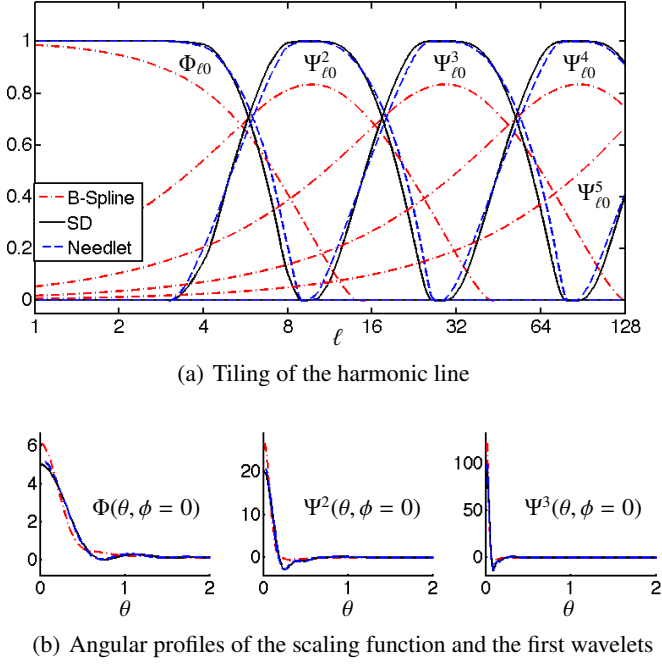 1
0.8
0.6
0.4
0.2
0
Φℓ0
Ψ²ℓ0
Ψ³ℓ0
Ψ⁴ℓ0
Ψ⁵ℓ0
B-Spline
SD
Needlet
1 2 4 8 16 32 64 128
ℓ
(a) Tiling of the harmonic line
6
4
2
0
Φ(θ, ϕ = 0)
0 1 2
θ
20
10
0
Ψ²(θ, ϕ = 0)
0 1 2
θ
100
50
0
Ψ³(θ, ϕ = 0)
0 1 2
θ
(b) Angular profiles of the scaling function and the first wavelets